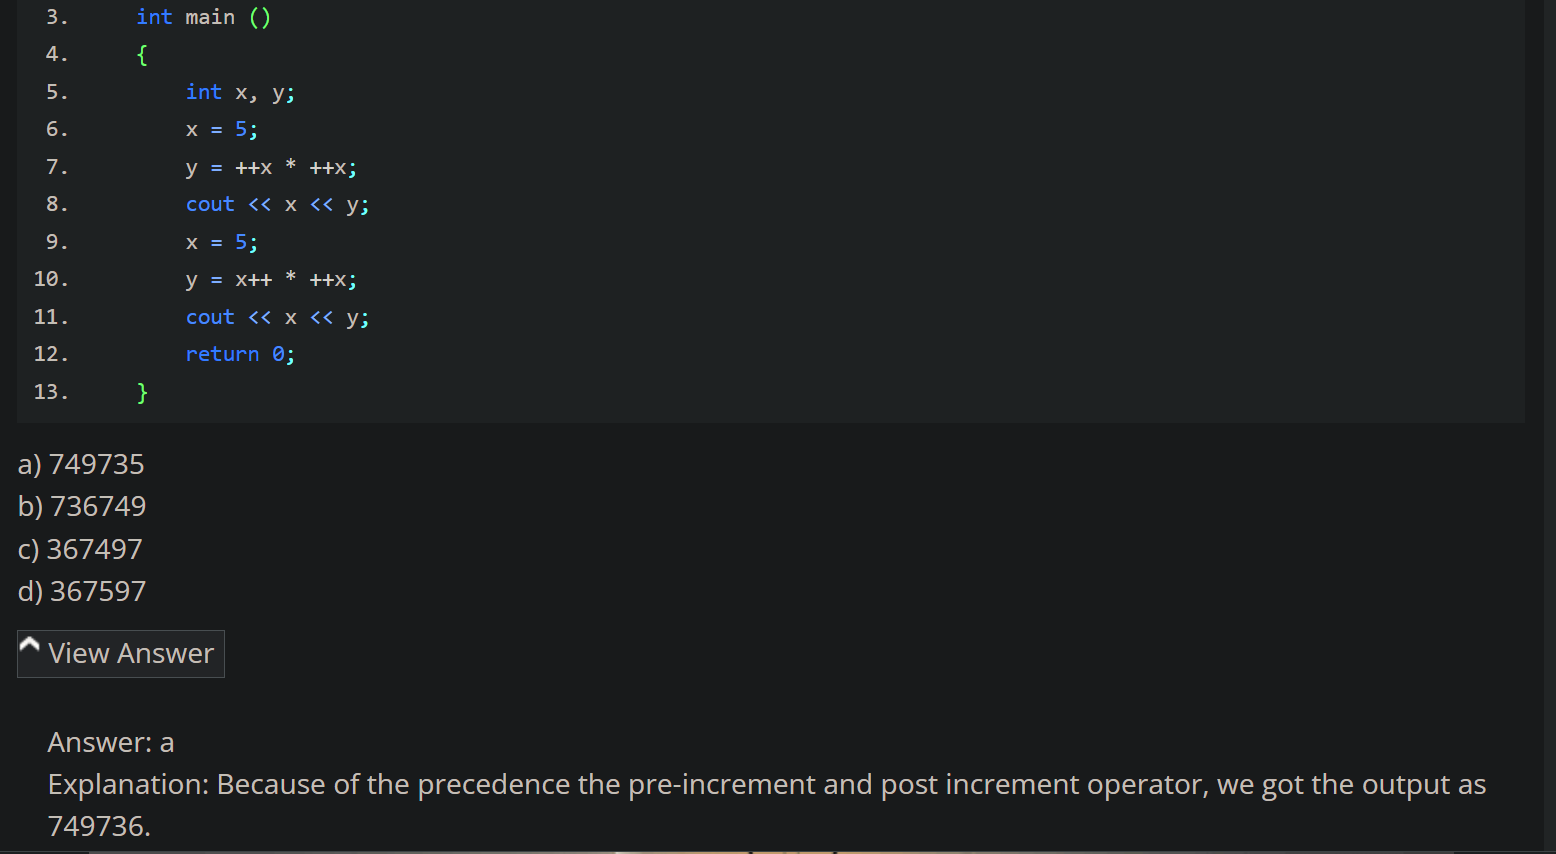 3. int main ()
4. {
5. int x, y;
6. x = 5;
7. y = ++x * ++x;
8. cout << x << y;
9. x = 5;
10. y = x++ * ++x;
11. cout << x << y;
12. return 0;
13. }
a) 749735
b) 736749
c) 367497
d) 367597
View Answer
Answer: a
Explanation: Because of the precedence the pre-increment and post increment operator, we got the output as
749736.